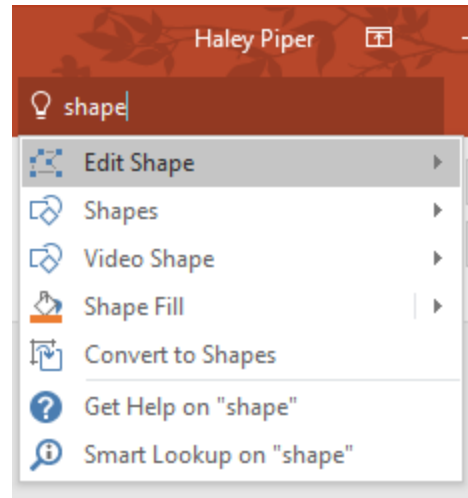 Haley Piper
shape
Edit Shape
Shapes
Video Shape
Shape Fill
Convert to Shapes
Get Help on "shape"
Smart Lookup on "shape"